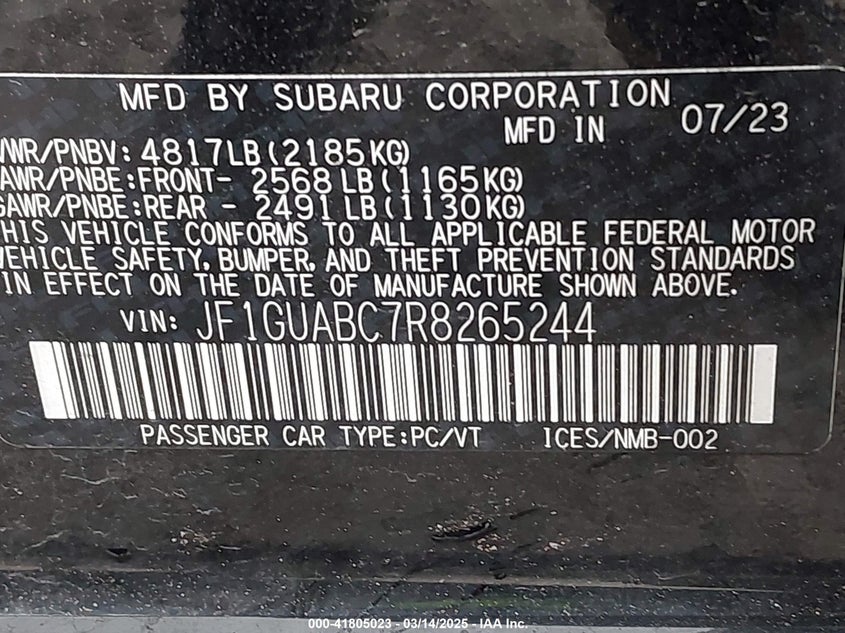 MFD BY SUBARU CORPORATION
MFD IN 07/23
VWR/PNBV: 4817LB(2185KG)
AWR/PNBE:FRONT- 2568 LB(1165KG)
GAWR/PNBE:REAR - 2491 LB(1130KG)
THIS VEHICLE CONFORMS TO ALL APPLICABLE FEDERAL MOTOR
VEHICLE SAFETY, BUMPER, AND THEFT PREVENTION STANDARDS
IN EFFECT ON THE DATE OF MANUFACTURE SHOWN ABOVE.
VIN: JF1GUABC7R8265244
PASSENGER CAR TYPE:PC/VT ICES/NMB-002
000-41805023 - 03/14/2025 - IAA Inc.